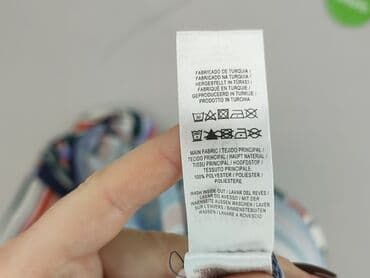 FABRICADO DE TURQUIA /
FABRICADO NA TURQUIA /
HERGESTELLT IN TÜRKEI /
FABRIQUÉ EN TURQUIE /
GEPRODUCEERD IN TURKIJE /
PRODOTTO IN TURCHIA
MAIN FABRIC / TEJIDO PRINCIPAL /
TECIDO PRINCIPAL / HAUPT MATERIAL /
TISSU PRINCIPAL / HOOFDSTOF /
TESSUTO PRINCIPALE:
100% POLYESTER / POLIÉSTER /
POLIESTERE
WASH INSIDE OUT / LAVAR DEL REVÉS /
LAVAR DO AVESSO / MIT DER
INNENSEITE AUSSEN WASCHEN / LAVER
SUR L'ENVERS / BINNENSTEBUITEN
WASSEN / LAVARE A ROVESCIO